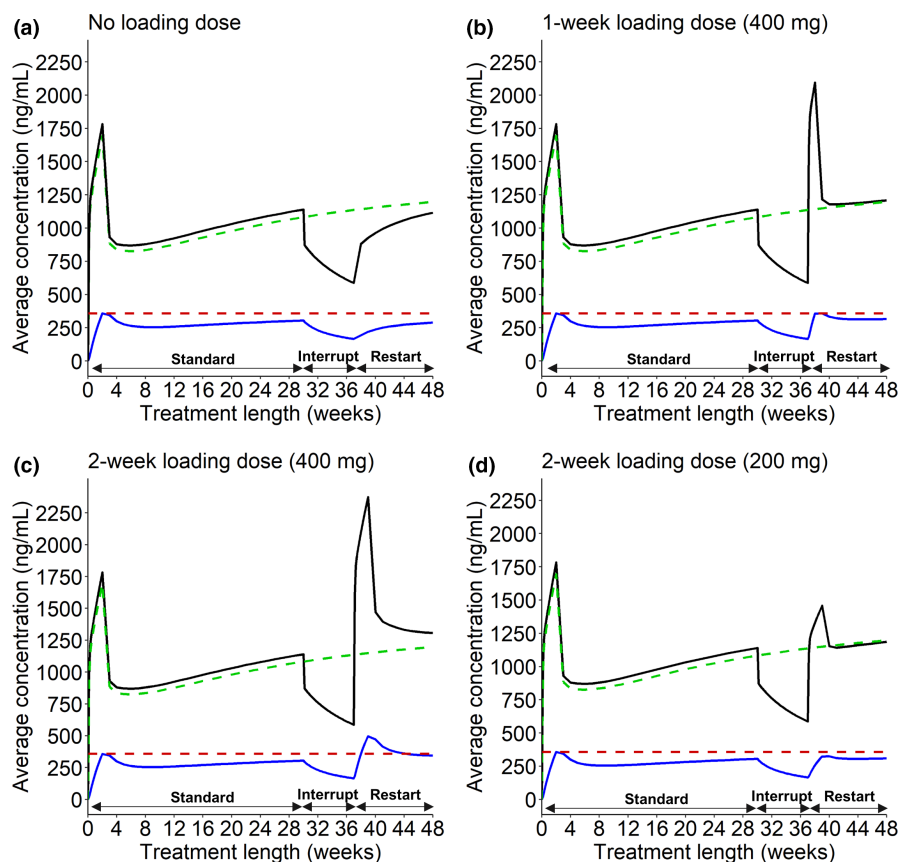 (a) No loading dose
Average concentration (ng/mL)
2250
2000
1750
1500
1250
1000
750
500
250
0
Standard Interrupt Restart
0 4 8 12 16 20 24 28 32 36 40 44 48
Treatment length (weeks)
(b) 1-week loading dose (400 mg)
Average concentration (ng/mL)
2250
2000
1750
1500
1250
1000
750
500
250
0
Standard Interrupt Restart
0 4 8 12 16 20 24 28 32 36 40 44 48
Treatment length (weeks)
(c) 2-week loading dose (400 mg)
Average concentration (ng/mL)
2250
2000
1750
1500
1250
1000
750
500
250
0
Standard Interrupt Restart
0 4 8 12 16 20 24 28 32 36 40 44 48
Treatment length (weeks)
(d) 2-week loading dose (200 mg)
Average concentration (ng/mL)
2250
2000
1750
1500
1250
1000
750
500
250
0
Standard Interrupt Restart
0 4 8 12 16 20 24 28 32 36 40 44 48
Treatment length (weeks)